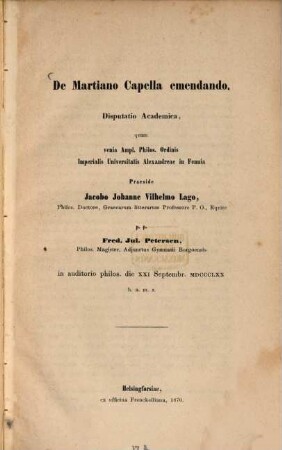 De Martiano Capella emendando.
Disputatio Academica,
quam
venia Ampl. Philos. Ordinis
Imperialis Universitatis Alexandreae in Fennia
Praeside
Jacobo Johanne Vilhelmo Lago,
Philos. Doctore, Graecarum litterarum Professore P. O., Equite
p. p.
Fred. Jul. Petersen,
Philos. Magister, Adjunctus Gymnasii Borgoensis
in auditorio philos. die XXI Septembr. MDCCCLXX
h. a. m. s.
Helsingforsiae,
ex officina Frenckelliana, 1870.